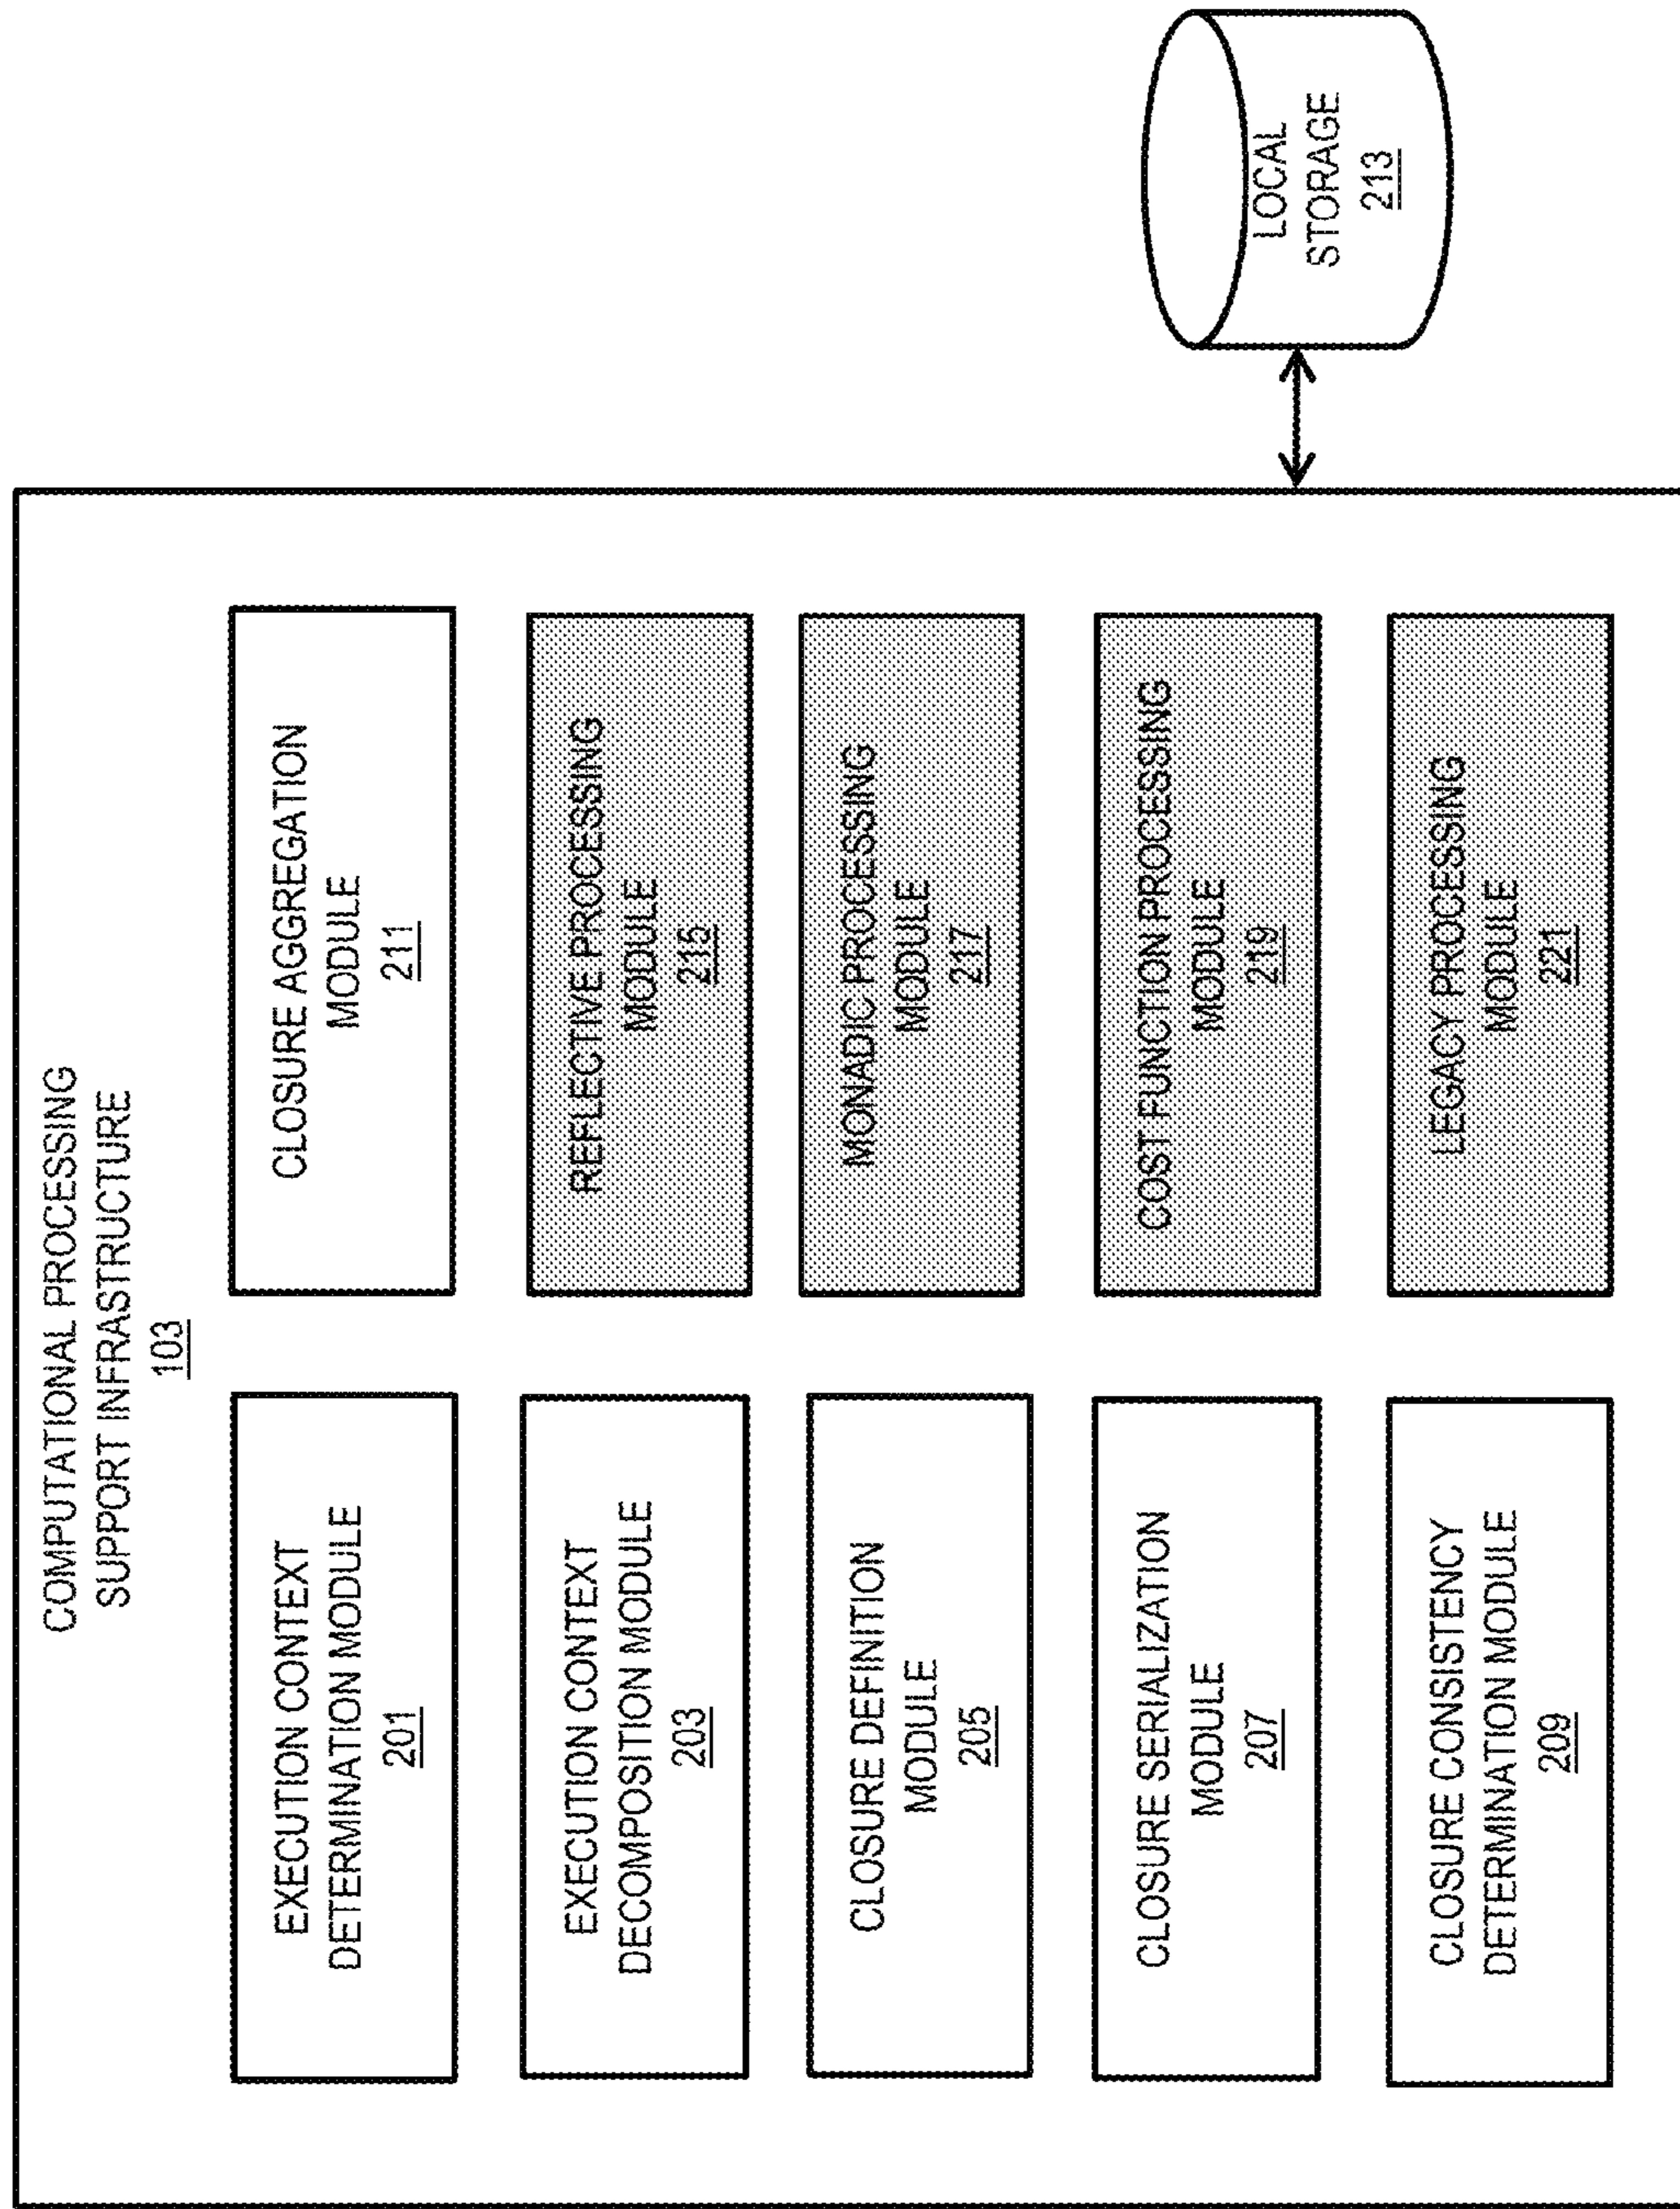 COMPUTATIONAL PROCESSING
SUPPORT INFRASTRUCTURE
103
EXECUTION CONTEXT
DETERMINATION MODULE
201
EXECUTION CONTEXT
DECOMPOSITION MODULE
203
CLOSURE DEFINITION
MODULE
205
CLOSURE SERIALIZATION
MODULE
207
CLOSURE CONSISTENCY
DETERMINATION MODULE
209
CLOSURE AGGREGATION
MODULE
211
REFLECTIVE PROCESSING
MODULE
215
MONADIC PROCESSING
MODULE
217
COST FUNCTION PROCESSING
MODULE
219
LEGACY PROCESSING
MODULE
221
LOCAL
STORAGE
213